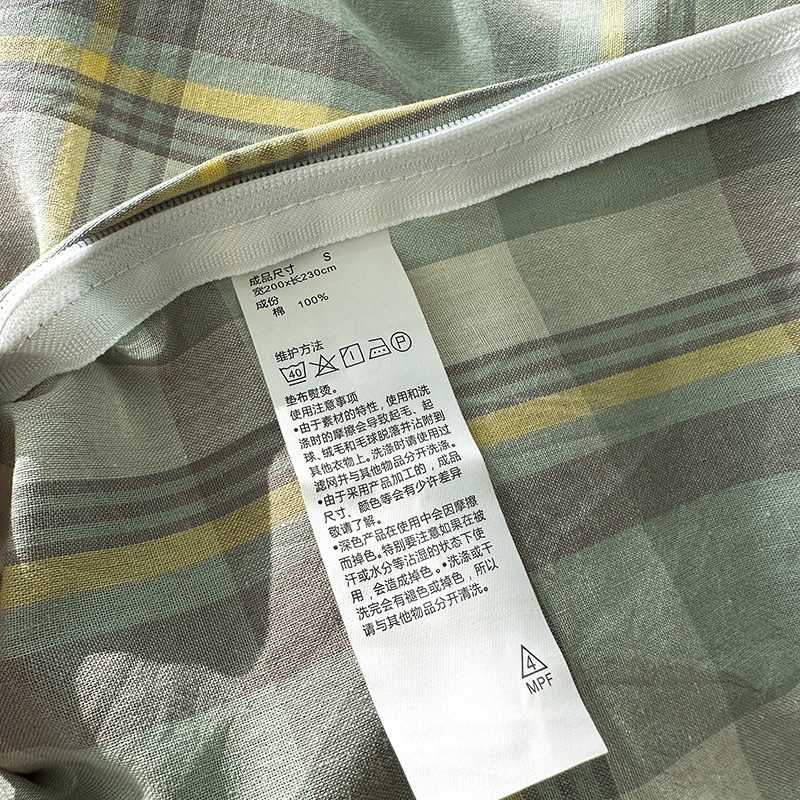 成品尺寸 S
宽200x长230cm
成份
棉 100%
维护方法
40 P
垫布熨烫。
使用注意事项
•由于素材的特性，使用和洗
涤时的摩擦会导致起毛、起
球、绒毛和毛球脱落并沾附到
其他衣物上。洗涤时请使用过
滤网并与其他物品分开洗涤。
•由于采用产品加工的，成品
尺寸、颜色等会有少许差异
敬请了解。
•深色产品在使用中会因摩擦
而掉色。特别要注意如果在被
汗或水分等沾湿的状态下使
用，会造成掉色。•洗涤或干
洗完会有褪色或掉色，所以
请与其他物品分开清洗。
4
MPF